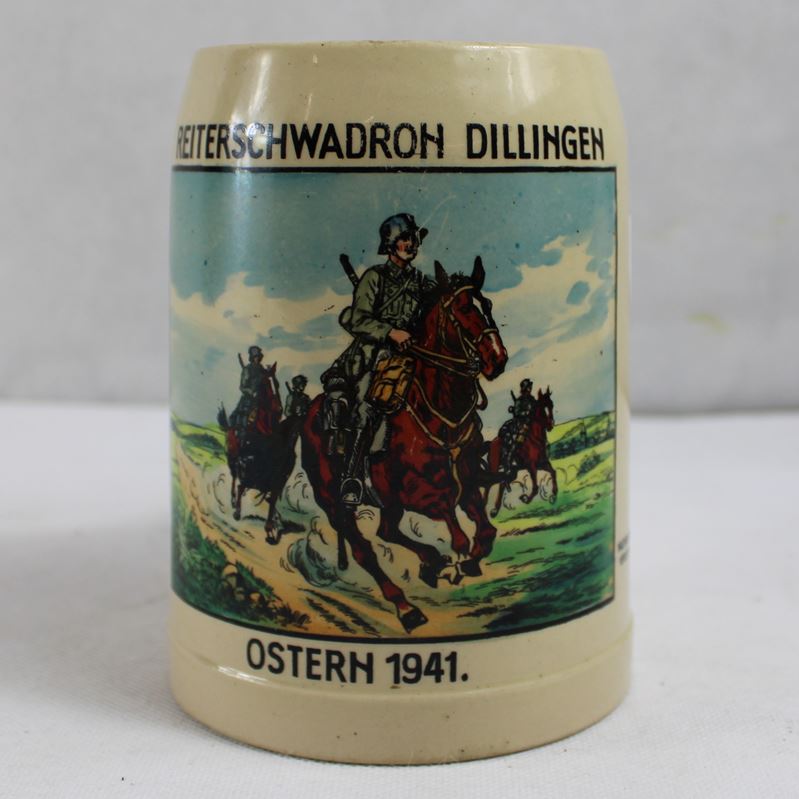 REITERSCHWADRON DILLINGEN
OSTERN 1941.